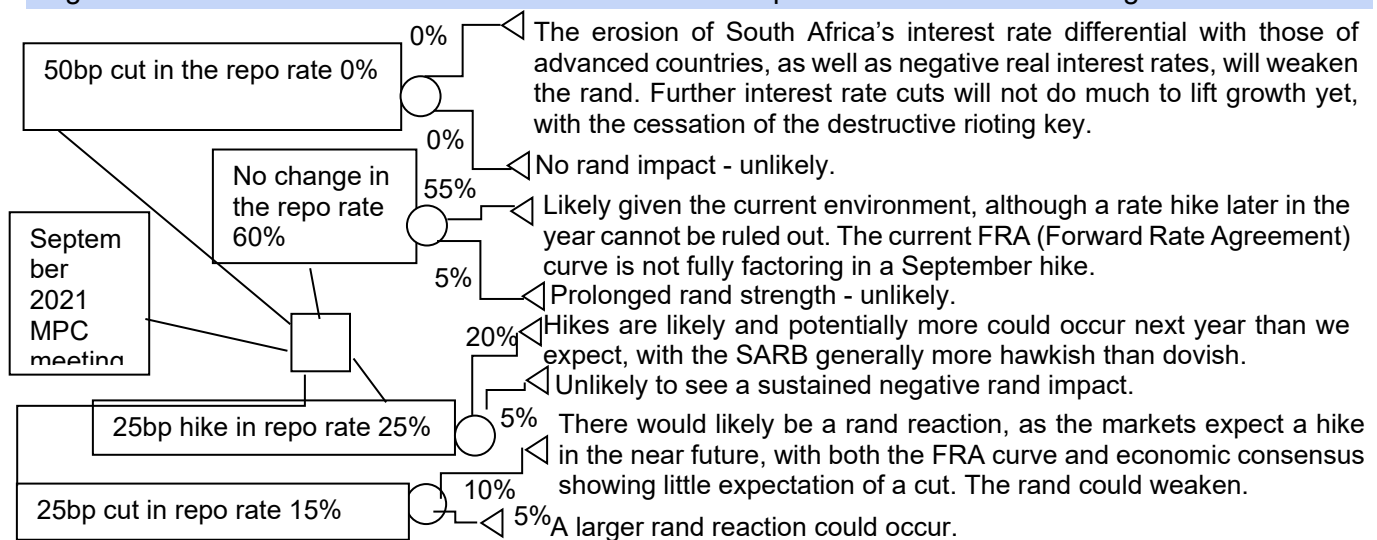 50bp cut in the repo rate 0%
0%
The erosion of South Africa's interest rate differential with those of
advanced countries, as well as negative real interest rates, will weaken
the rand. Further interest rate cuts will not do much to lift growth yet,
with the cessation of the destructive rioting key.
0%
No rand impact - unlikely.
No change in
the repo rate
60%
55%
Likely given the current environment, although a rate hike later in the
year cannot be ruled out. The current FRA (Forward Rate Agreement)
curve is not fully factoring in a September hike.
5%
Prolonged rand strength - unlikely.
Septem
ber
2021
MPC
meeting
20%
Hikes are likely and potentially more could occur next year than we
expect, with the SARB generally more hawkish than dovish.
Unlikely to see a sustained negative rand impact.
25bp hike in repo rate 25%
5%
There would likely be a rand reaction, as the markets expect a hike
in the near future, with both the FRA curve and economic consensus
showing little expectation of a cut. The rand could weaken.
10%
25bp cut in repo rate 15%
5%
A larger rand reaction could occur.